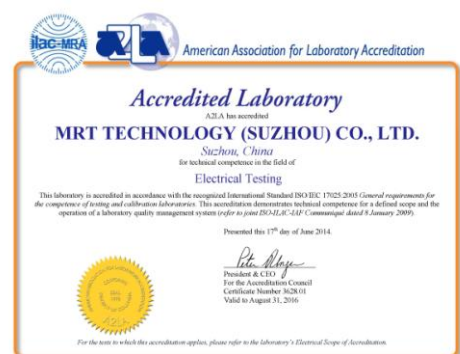 ilac-MRA
A2LA
American Association for Laboratory Accreditation
Accredited Laboratory
A2LA has accredited
MRT TECHNOLOGY (SUZHOU) CO., LTD.
Suzhou, China
for technical competence in the field of
Electrical Testing
This laboratory is accredited in accordance with the recognized International Standard ISO/IEC 17025:2005 General requirements for
the competence of testing and calibration laboratories. This accreditation demonstrates technical competence for a defined scope and the
operation of a laboratory quality management system (refer to joint ISO-ILAC-IAF Communiqué dated 8 January 2009).
Presented this 17th day of June 2014.
President & CEO
For the Accreditation Council
Certificate Number 3628.01
Valid to August 31, 2016
A2LA
For the tests to which this accreditation applies, please refer to the laboratory's Electrical Scope of Accreditation.